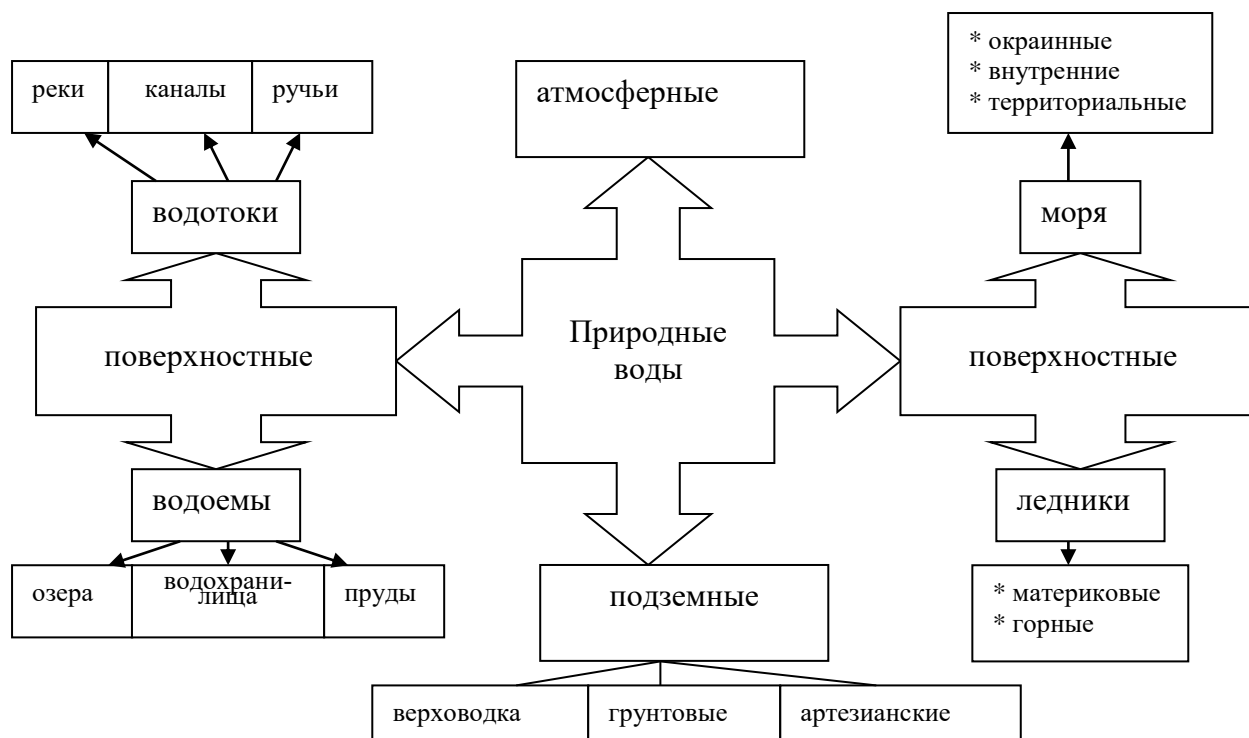 * окраинные
* внутренние
* территориальные
реки
каналы
ручьи
атмосферные
водотоки
моря
поверхностные
Природные
воды
поверхностные
водоемы
ледники
озера
водохрани-
лища
пруды
подземные
* материковые
* горные
верховодка
грунтовые
артезианские